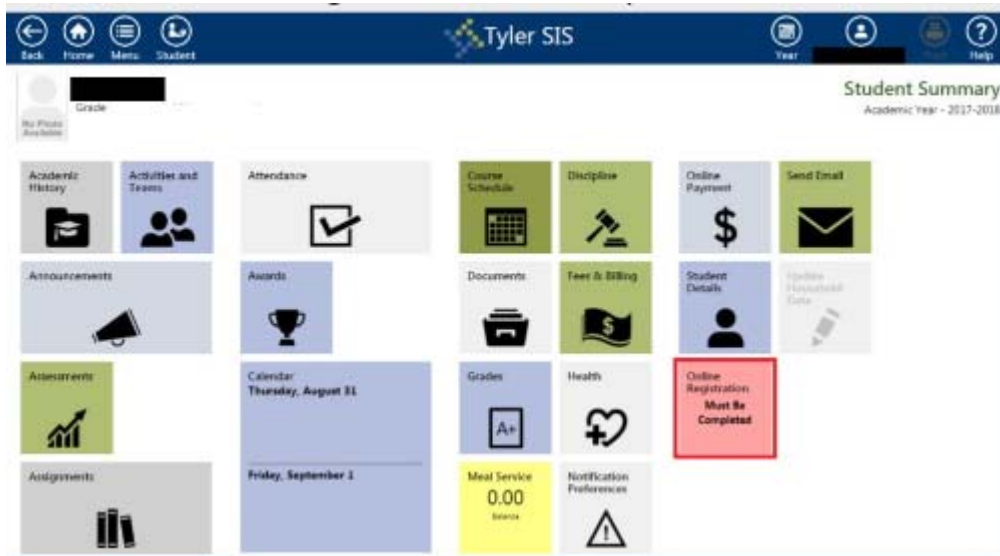 Tyler SIS
Back Home Menu Student
Year
Help
Grade
No Photo
Available
Student Summary
Academic Year - 2017-2018
Academic
History
Activities and
Teams
Attendance
Course
Schedule
Discipline
Online
Payment
Send Email
Announcements
Awards
Documents
Fees & Billing
Student
Details
Update
Household
Data
Assessments
Calendar
Thursday, August 31
Grades
A+
Health
Online
Registration
Must Be
Completed
Assignments
Friday, September 1
Meal Service
0.00
Balance
Notification
Preferences